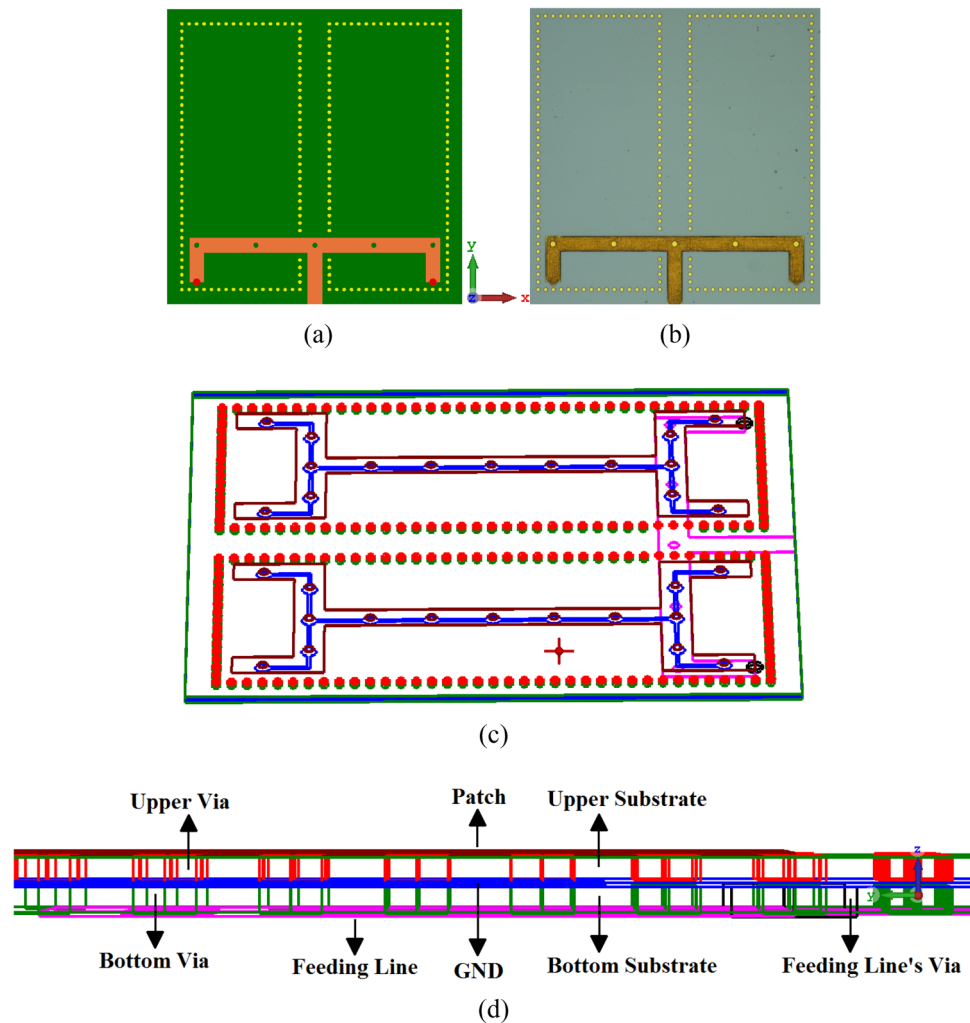 y
z
x
(a)
(b)
(c)
Upper Via
Patch
Upper Substrate
z
y
Bottom Via
Feeding Line
GND
Bottom Substrate
Feeding Line's Via
(d)